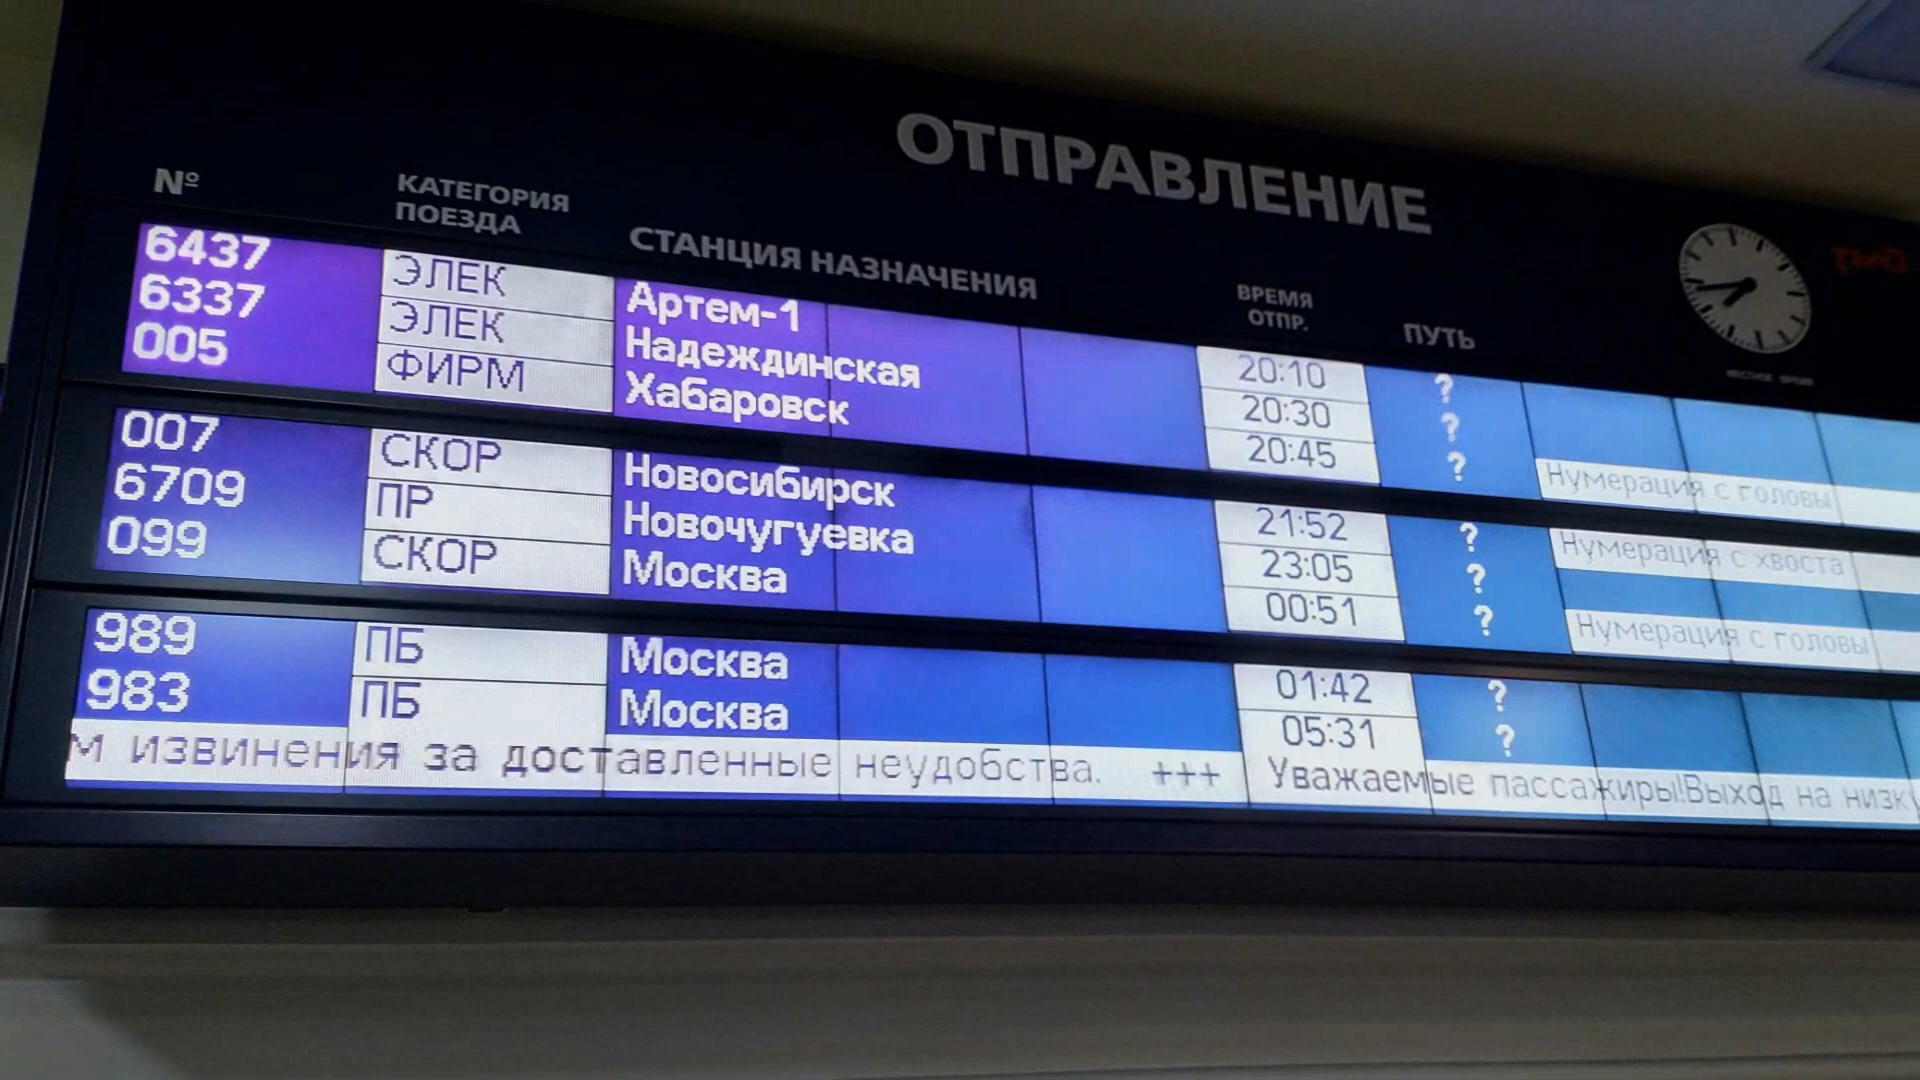 ОТПРАВЛЕНИЕ
№ КАТЕГОРИЯ ПОЕЗДА СТАНЦИЯ НАЗНАЧЕНИЯ ВРЕМЯ ОТПР. ПУТЬ
МЕСТНОЕ ВРЕМЯ
6437 ЭЛЕК Артем-1 20:10 ?
6337 ЭЛЕК Надеждинская 20:30 ?
005 ФИРМ Хабаровск 20:45 ? Нумерация с головы
007 СКОР Новосибирск 21:52 ? Нумерация с хвоста
6709 ПР Новочугуевка 23:05 ?
099 СКОР Москва 00:51 ? Нумерация с головы
989 ПБ Москва 01:42 ?
983 ПБ Москва 05:31 ?
м извинения за доставленные неудобства. +++ Уважаемые пассажиры!Выход на низк